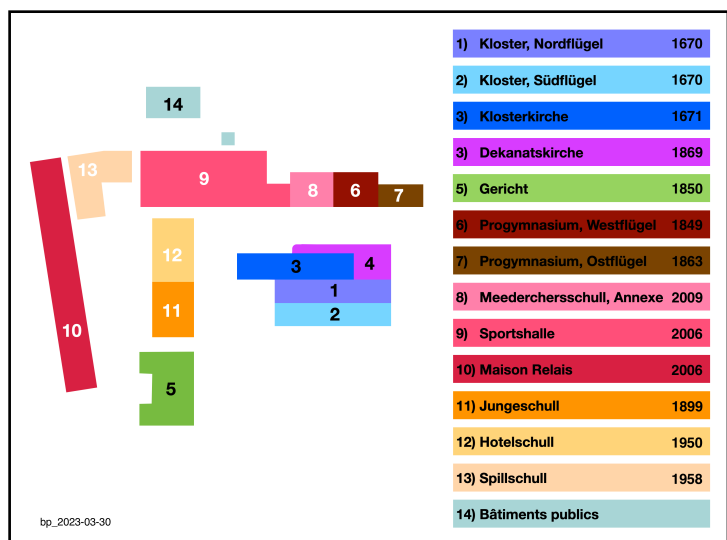 14
13
9
8
6
7
12
3
4
1
11
2
10
5
bp_2023-03-30
1) Kloster, Nordflügel 1670
2) Kloster, Südflügel 1670
3) Klosterkirche 1671
3) Dekanatskirche 1869
5) Gericht 1850
6) Progymnasium, Westflügel 1849
7) Progymnasium, Ostflügel 1863
8) Meederchersschull, Annexe 2009
9) Sportshalle 2006
10) Maison Relais 2006
11) Jungeschull 1899
12) Hotelschull 1950
13) Spillschull 1958
14) Bâtiments publics